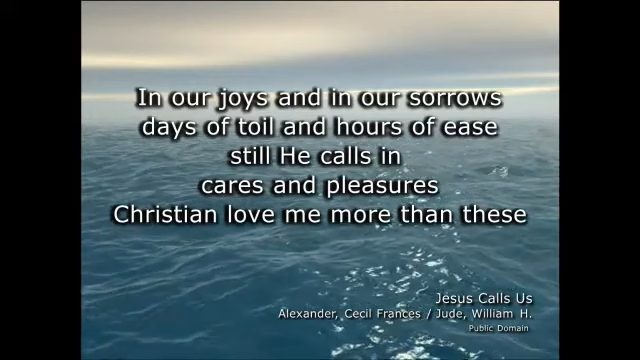 In our joys and in our sorrows
days of toil and hours of ease
still He calls in
cares and pleasures
Christian love me more than these
Jesus Calls Us
Alexander, Cecil Frances / Jude, William H.
Public Domain